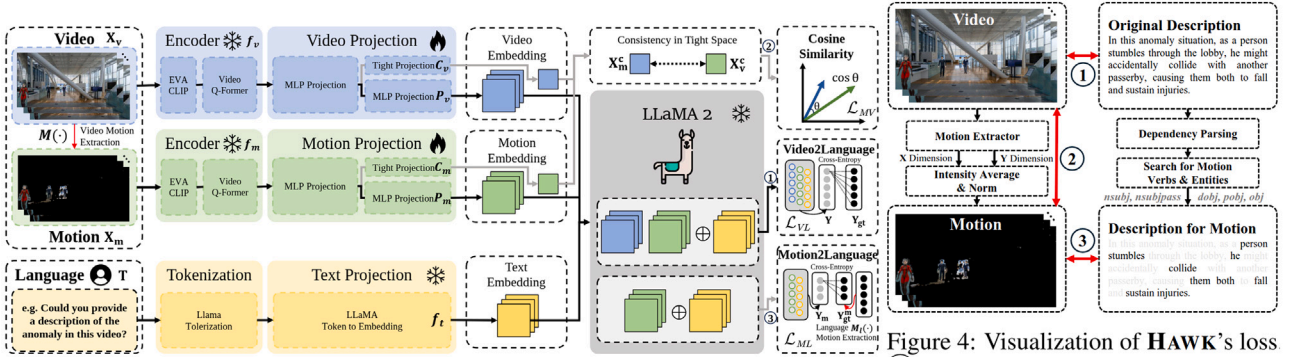 Video X_v
M(·)
Video Motion
Extraction
Motion X_m
Language T
e.g. Could you provide
a description of the
anomaly in this video?
Encoder f_v
EVA
CLIP
Video
Q-Former
Video Projection
MLP Projection
Tight Projection C_v
MLP Projection P_v
Encoder f_m
EVA
CLIP
Video
Q-Former
Motion Projection
MLP Projection
Tight Projection C_m
MLP Projection P_m
Tokenization
Llama
Tolerization
Text Projection
LLaMA
Token to Embedding
f_t
Video
Embedding
Motion
Embedding
Text
Embedding
Consistency in Tight Space
X_m^c
X_v^c
LLaMA 2
⊕
⊕
②
①
③
Cosine
Similarity
cos θ
θ
ℒ_MV
Video2Language
Cross-Entropy
ℒ_VL
Y
Y_gt
Motion2Language
Cross-Entropy
ℒ_ML
Y_m
Y_gt^m
Language M_l(·)
Motion Extraction
Video
Motion Extractor
X Dimension
Y Dimension
Intensity Average
& Norm
Motion
①
②
③
Original Description
In this anomaly situation, as a person
stumbles through the lobby, he might
accidentally collide with another
passerby, causing them both to fall
and sustain injuries.
Dependency Parsing
Search for Motion
Verbs & Entities
nsubj, nsubjpass
dobj, pobj, obj
Description for Motion
In this anomaly situation, as a person
stumbles through the lobby, he might
accidentally collide with another
passerby, causing them both to fall
and sustain injuries.
Figure 4: Visualization of HAWK's loss.